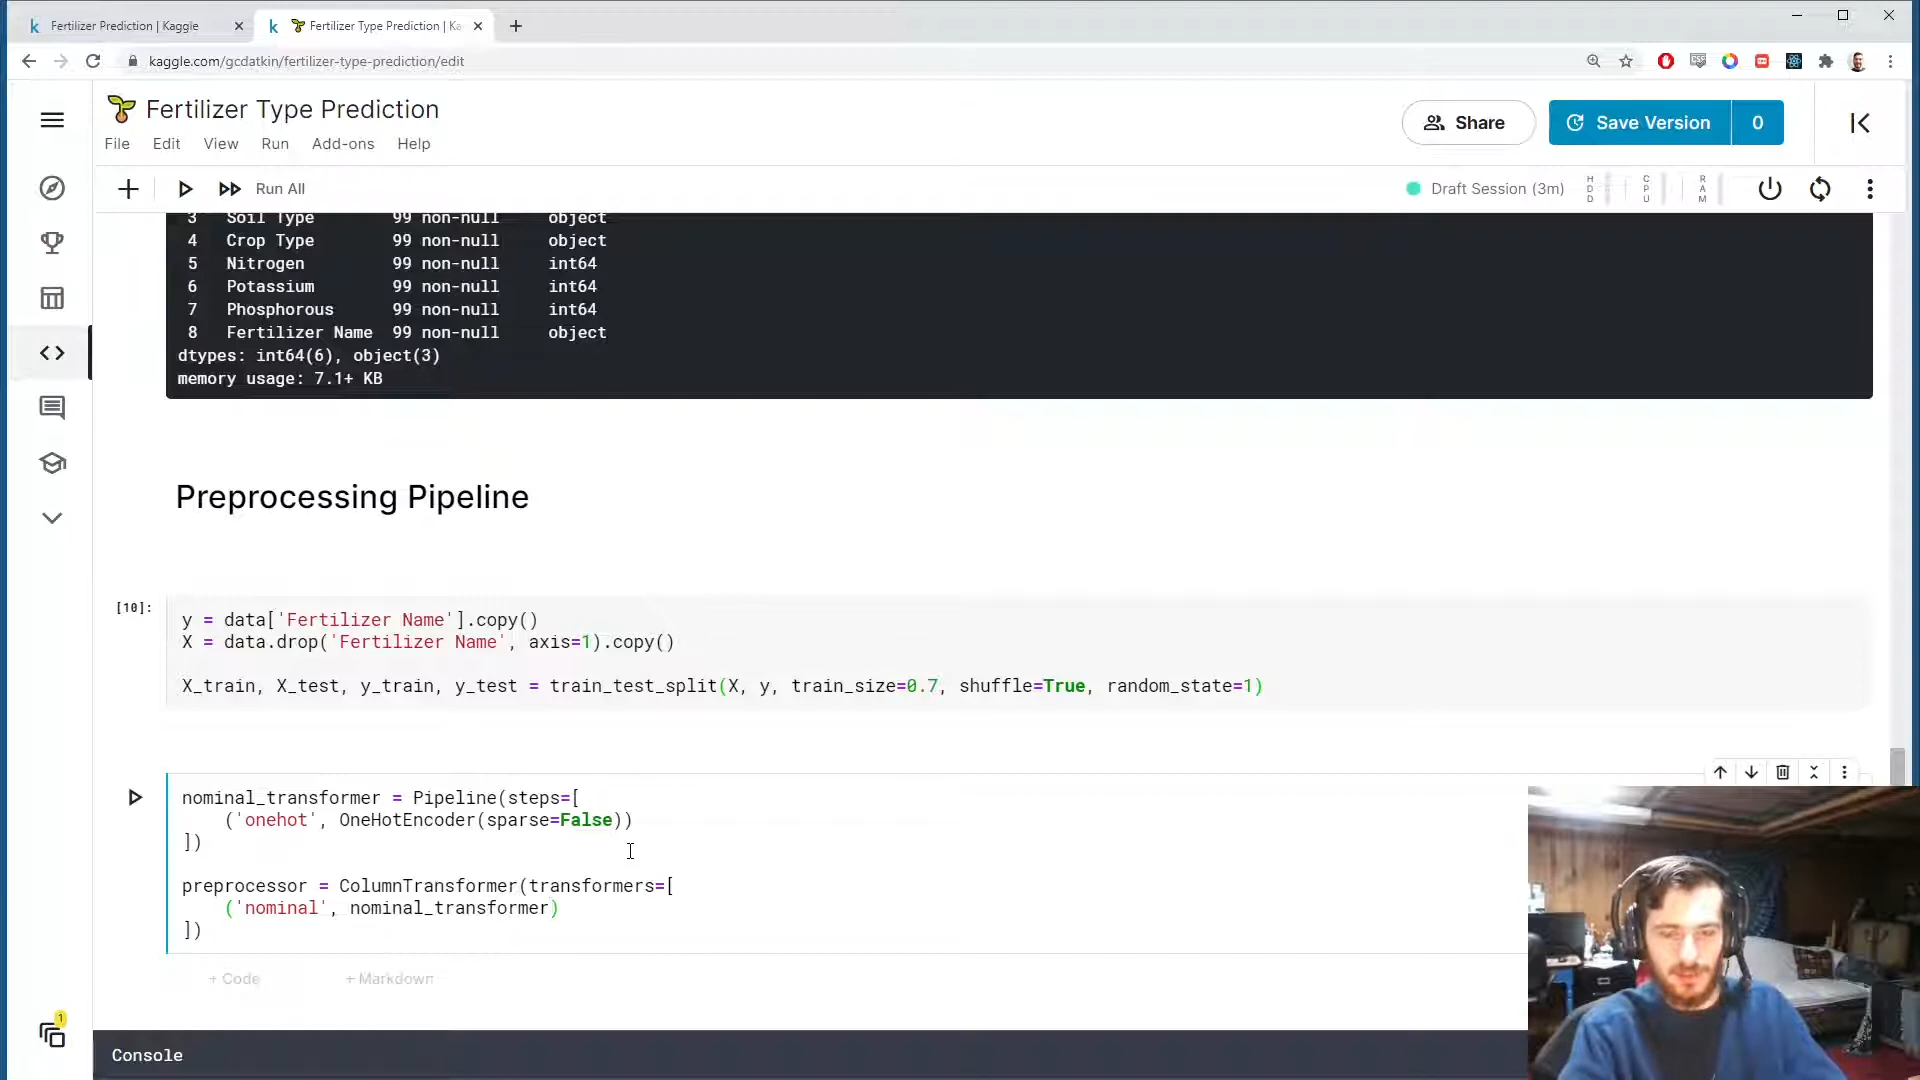 Fertilizer Prediction | Kaggle
Fertilizer Type Prediction | Ka
kaggle.com/gcdatkin/fertilizer-type-prediction/edit
Fertilizer Type Prediction
Share
Save Version
0
File Edit View Run Add-ons Help
Run All
Draft Session (3m)
HDD
CPU
RAM
3 Soil Type 99 non-null object
4 Crop Type 99 non-null object
5 Nitrogen 99 non-null int64
6 Potassium 99 non-null int64
7 Phosphorous 99 non-null int64
8 Fertilizer Name 99 non-null object
dtypes: int64(6), object(3)
memory usage: 7.1+ KB
Preprocessing Pipeline
[10]:
y = data['Fertilizer Name'].copy()
X = data.drop('Fertilizer Name', axis=1).copy()
X_train, X_test, y_train, y_test = train_test_split(X, y, train_size=0.7, shuffle=True, random_state=1)
nominal_transformer = Pipeline(steps=[
('onehot', OneHotEncoder(sparse=False))
])
preprocessor = ColumnTransformer(transformers=[
('nominal', nominal_transformer)
])
+ Code
+ Markdown
1
Console